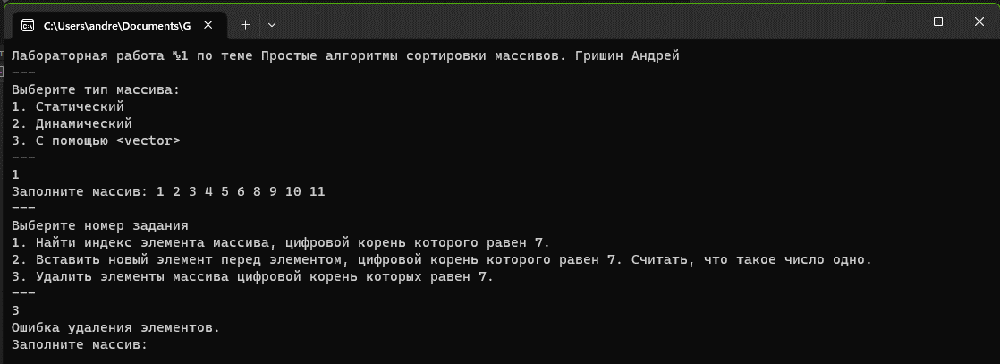 C:\Users\andre\Documents\G
Лабораторная работа №1 по теме Простые алгоритмы сортировки массивов. Гришин Андрей
---
Выберите тип массива:
1. Статический
2. Динамический
3. С помощью <vector>
---
1
Заполните массив: 1 2 3 4 5 6 8 9 10 11
---
Выберите номер задания
1. Найти индекс элемента массива, цифровой корень которого равен 7.
2. Вставить новый элемент перед элементом, цифровой корень которого равен 7. Считать, что такое число одно.
3. Удалить элементы массива цифровой корень которых равен 7.
---
3
Ошибка удаления элементов.
Заполните массив: